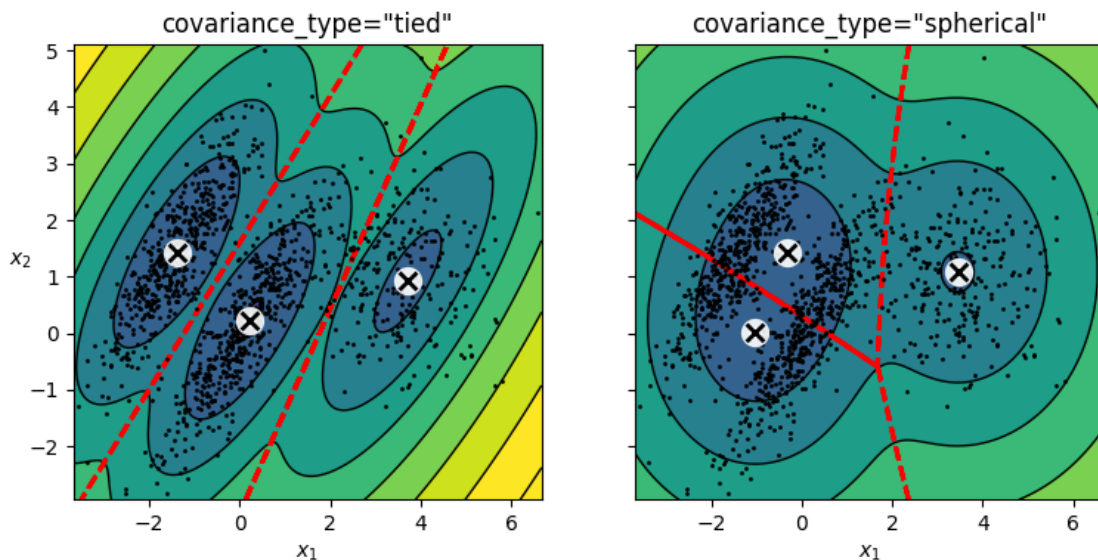 covariance_type="tied"
covariance_type="spherical"
5
4
3
2
1
0
−1
−2
x₂
−2 0 2 4 6
−2 0 2 4 6
x₁
x₁